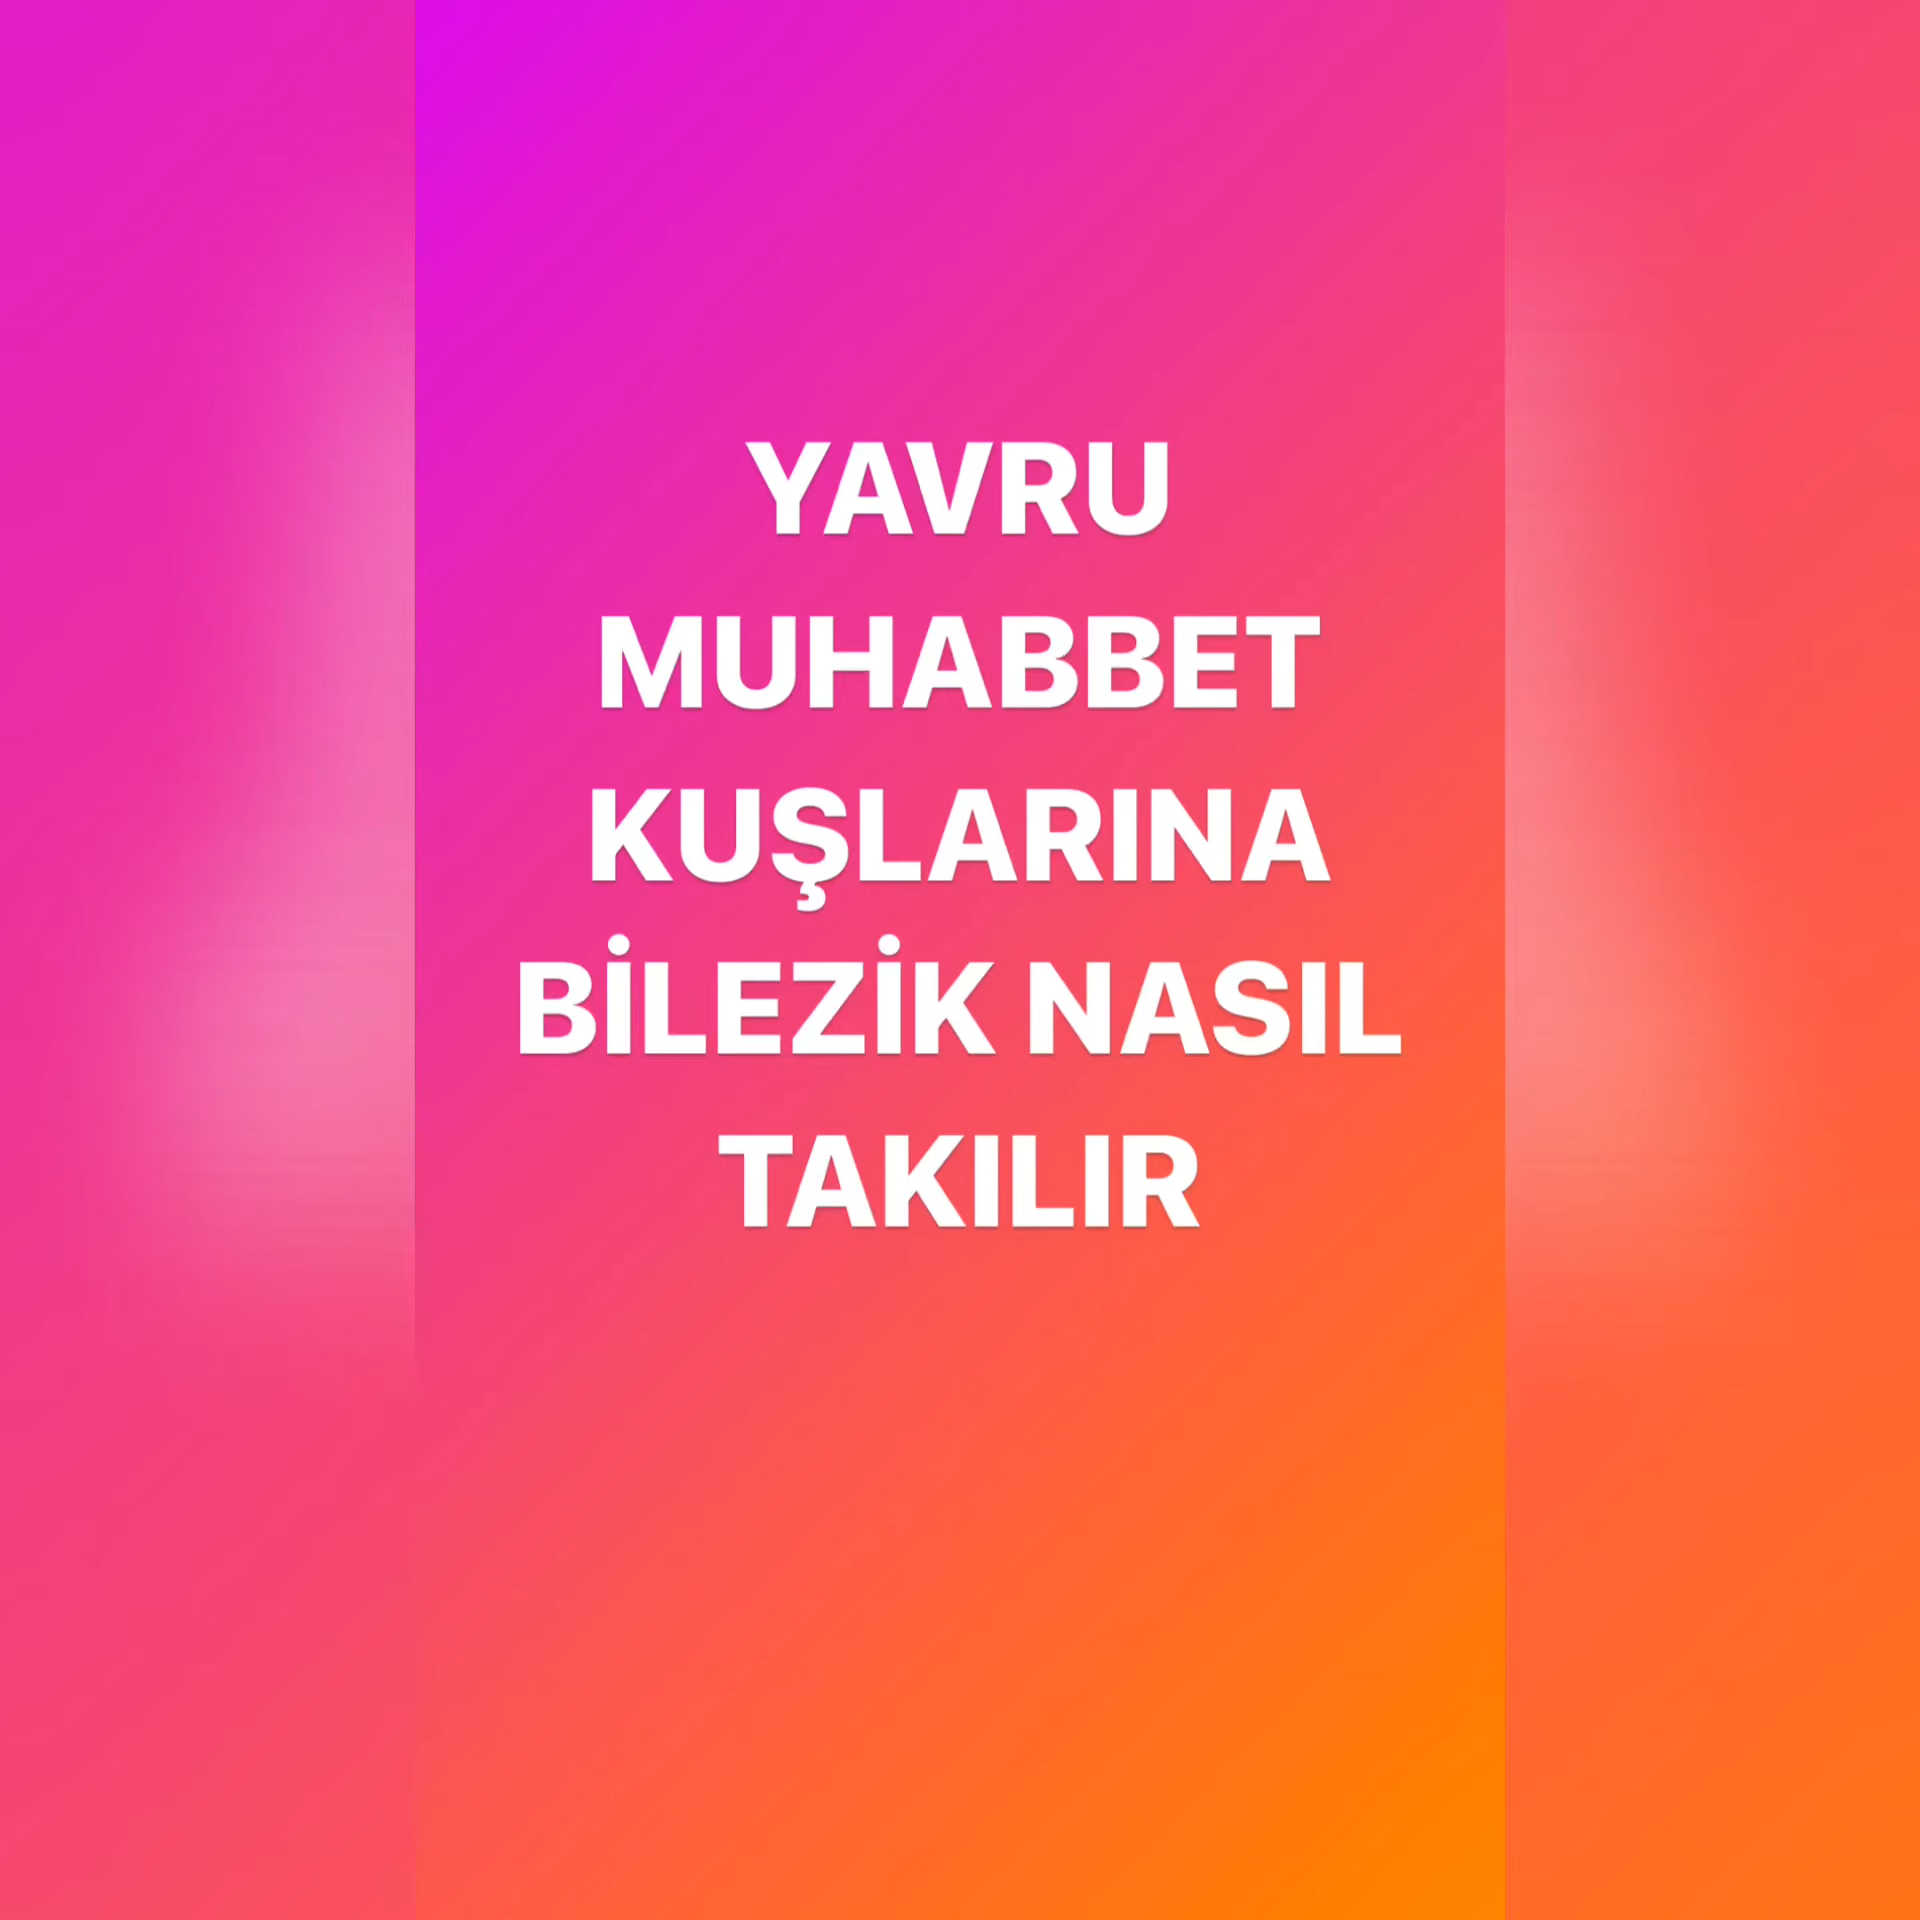 YAVRU
MUHABBET
KUŞLARINA
BİLEZİK NASIL
TAKILIR